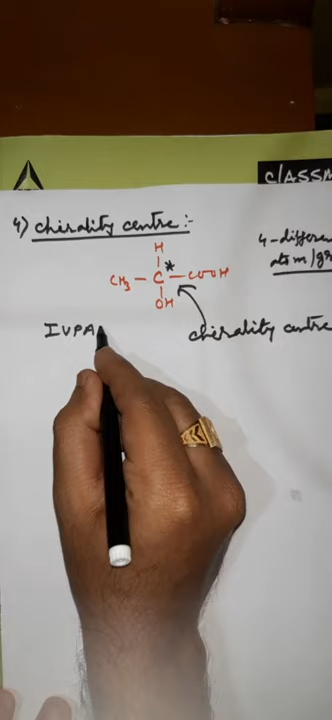 CLASSM
4) chirality centre :-
4-differen
atom/gr
H
CH3 - C* - COOH
OH
chirality centre
IUPA